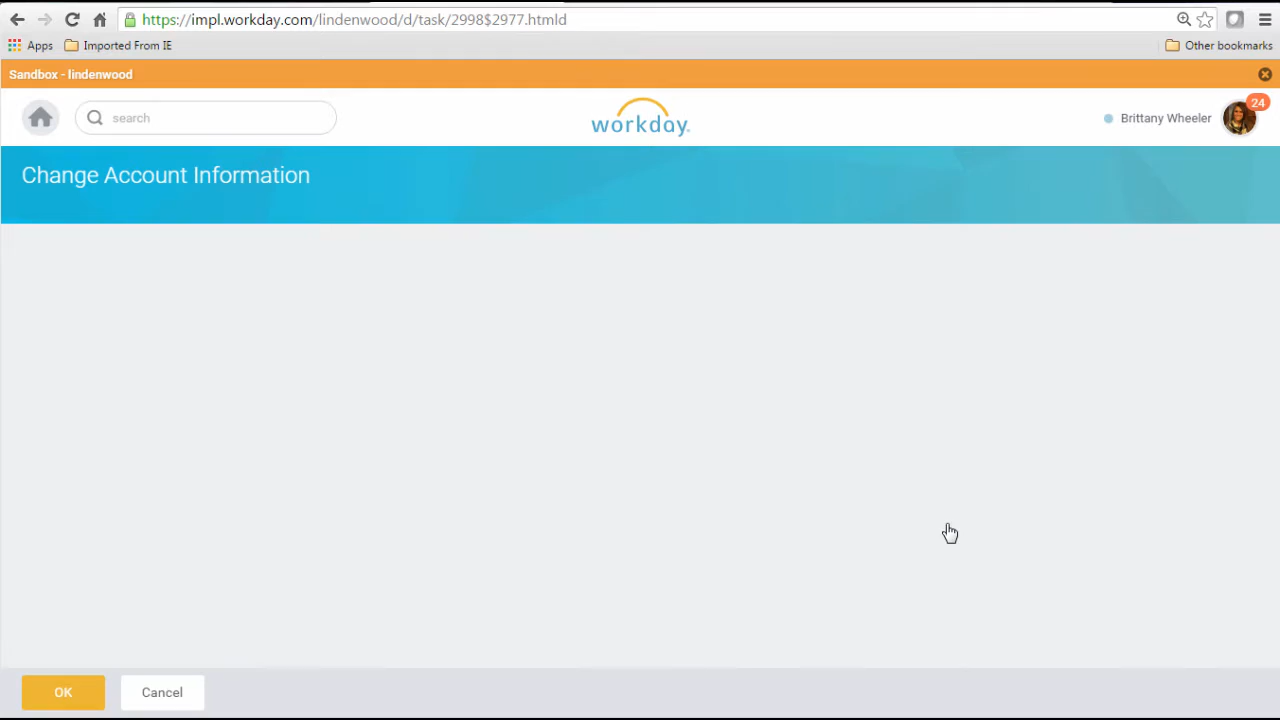 https://impl.workday.com/lindenwood/d/task/2998$2977.htmld
Apps Imported From IE Other bookmarks
Sandbox - lindenwood
search workday. Brittany Wheeler 24
Change Account Information
OK Cancel